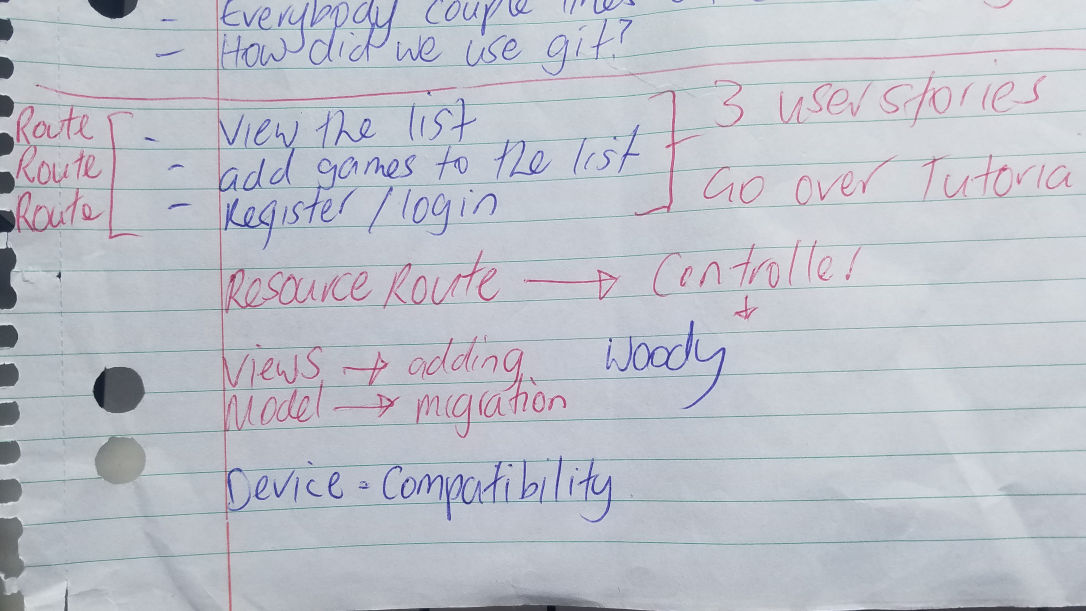 - Everybody couple
- How did we use git?
Route - View the list 3 user stories
Route - add games to the list
Route - Register / login Go over Tutoria
Resource Route → Controller
Woody
Views → adding
Model → migration
Device - Compatibility